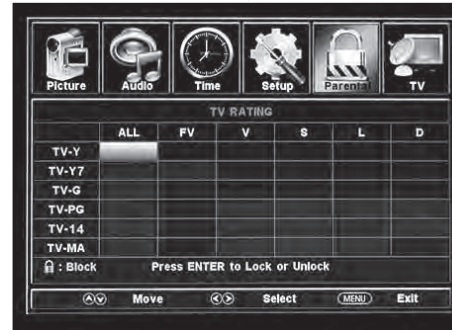 Picture Audio Time Setup Parental TV
TV RATING
ALL FV V S L D
TV-Y
TV-Y7
TV-G
TV-PG
TV-14
TV-MA
: Block Press ENTER to Lock or Unlock
Move Select MENU Exit